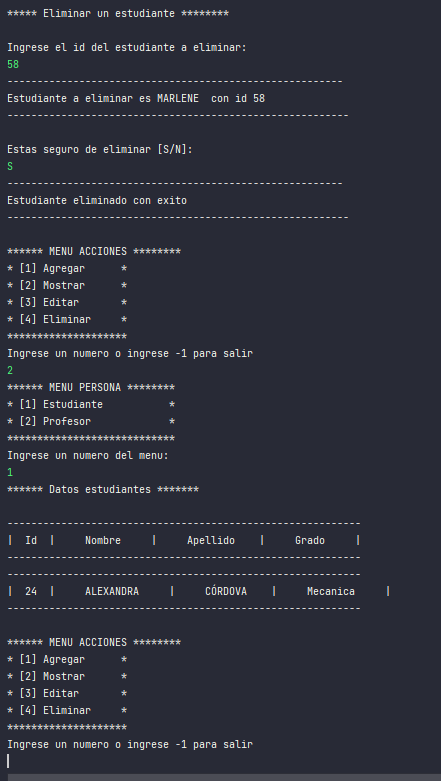 ***** Eliminar un estudiante ********
Ingrese el id del estudiante a eliminar:
58
--------------------------------------------------------
Estudiante a eliminar es MARLENE  con id 58
---------------------------------------------------------
Estas seguro de eliminar [S/N]:
S
--------------------------------------------------------
Estudiante eliminado con exito
---------------------------------------------------------
****** MENU ACCIONES ********
* [1] Agregar      *
* [2] Mostrar      *
* [3] Editar       *
* [4] Eliminar     *
********************
Ingrese un numero o ingrese -1 para salir
2
****** MENU PERSONA ********
* [1] Estudiante           *
* [2] Profesor             *
****************************
Ingrese un numero del menu:
1
****** Datos estudiantes *******
-----------------------------------------------------------
|  Id  |     Nombre     |     Apellido    |     Grado     |
-----------------------------------------------------------
-----------------------------------------------------------
|  24  |     ALEXANDRA     |     CÓRDOVA    |     Mecanica     |
-----------------------------------------------------------
****** MENU ACCIONES ********
* [1] Agregar      *
* [2] Mostrar      *
* [3] Editar       *
* [4] Eliminar     *
********************
Ingrese un numero o ingrese -1 para salir